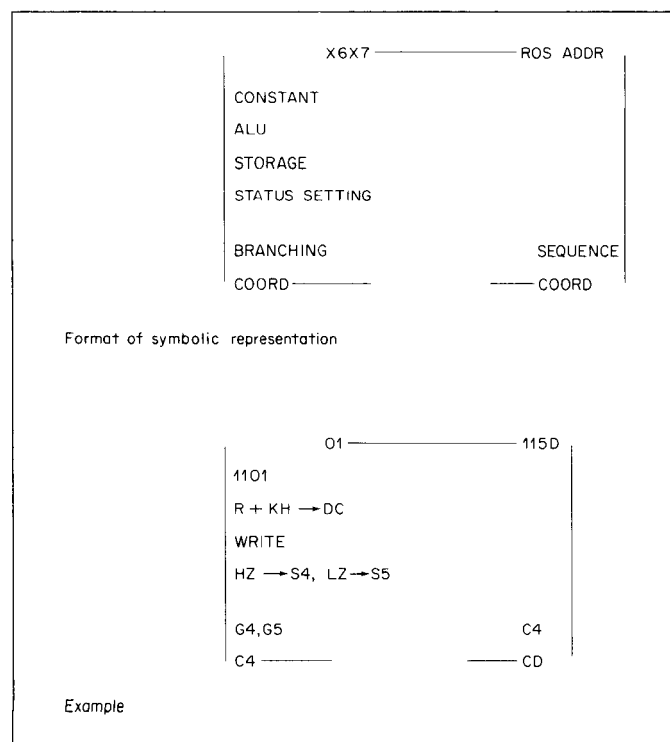 X6X7 ROS ADDR
CONSTANT
ALU
STORAGE
STATUS SETTING
BRANCHING SEQUENCE
COORD COORD
Format of symbolic representation
01 115D
1101
R + KH → DC
WRITE
HZ → S4, LZ → S5
G4,G5 C4
C4 CD
Example